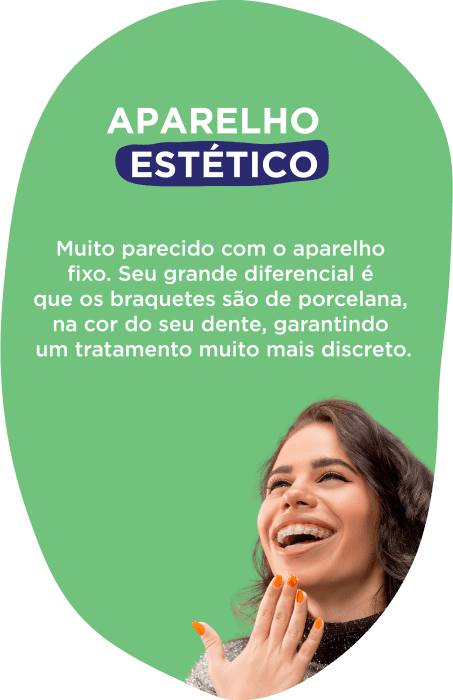 APARELHO
ESTÉTICO
Muito parecido com o aparelho
fixo. Seu grande diferencial é
que os braquetes são de porcelana,
na cor do seu dente, garantindo
um tratamento muito mais discreto.